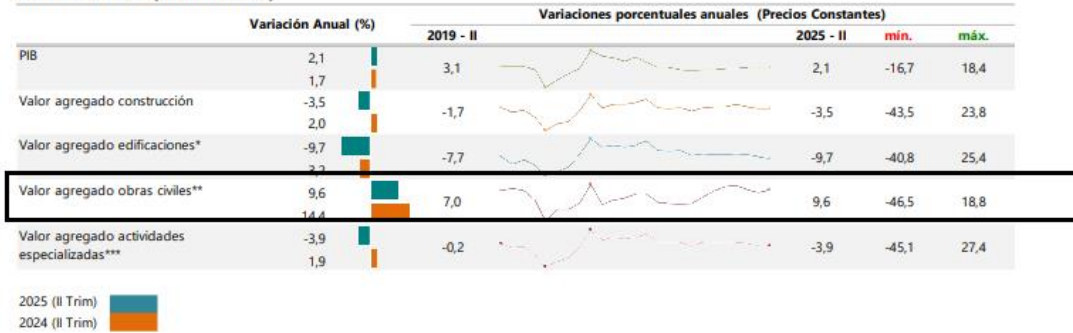 Variaciones porcentuales anuales (Precios Constantes)
Variación Anual (%)
2019 - II 2025 - II mín. máx.
PIB 2,1 3,1 2,1 -16,7 18,4
1,7
Valor agregado construcción -3,5 -1,7 -3,5 -43,5 23,8
2,0
Valor agregado edificaciones* -9,7 -7,7 -9,7 -40,8 25,4
Valor agregado obras civiles** 9,6 7,0 9,6 -46,5 18,8
14,4
Valor agregado actividades -3,9 -0,2 -3,9 -45,1 27,4
especializadas*** 1,9
2025 (II Trim)
2024 (II Trim)